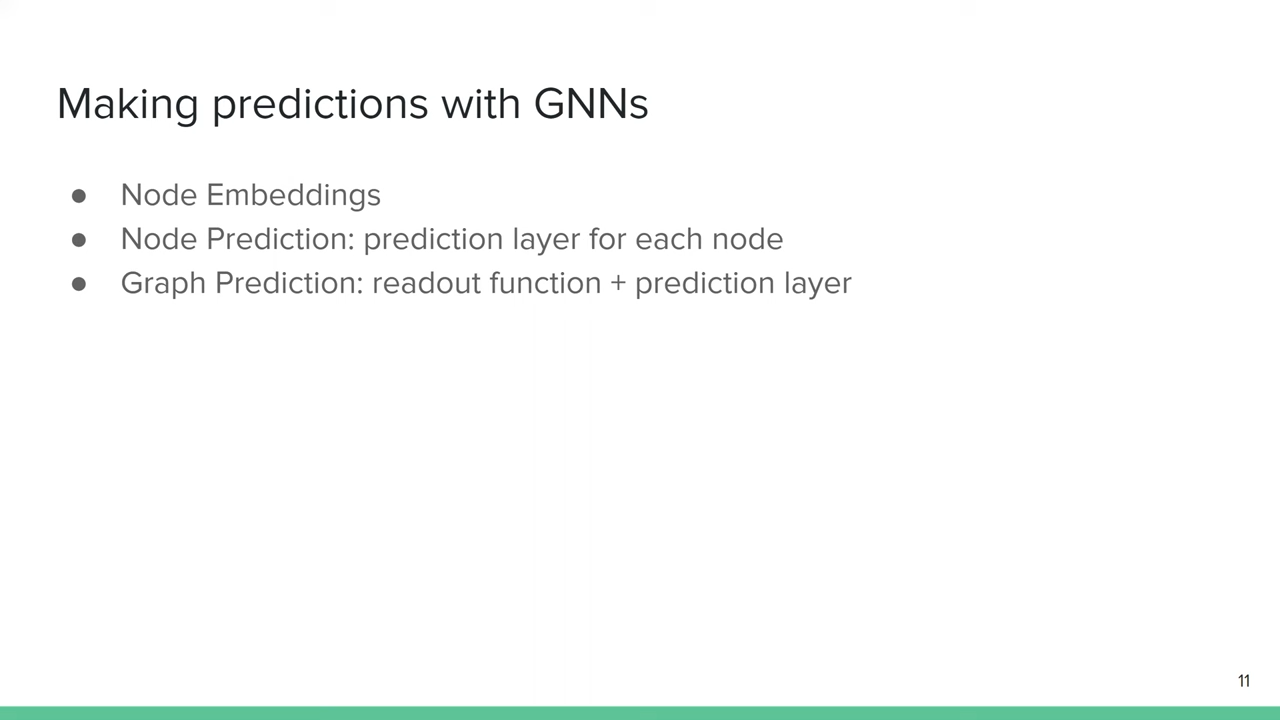 Making predictions with GNNs
● Node Embeddings
● Node Prediction: prediction layer for each node
● Graph Prediction: readout function + prediction layer
11